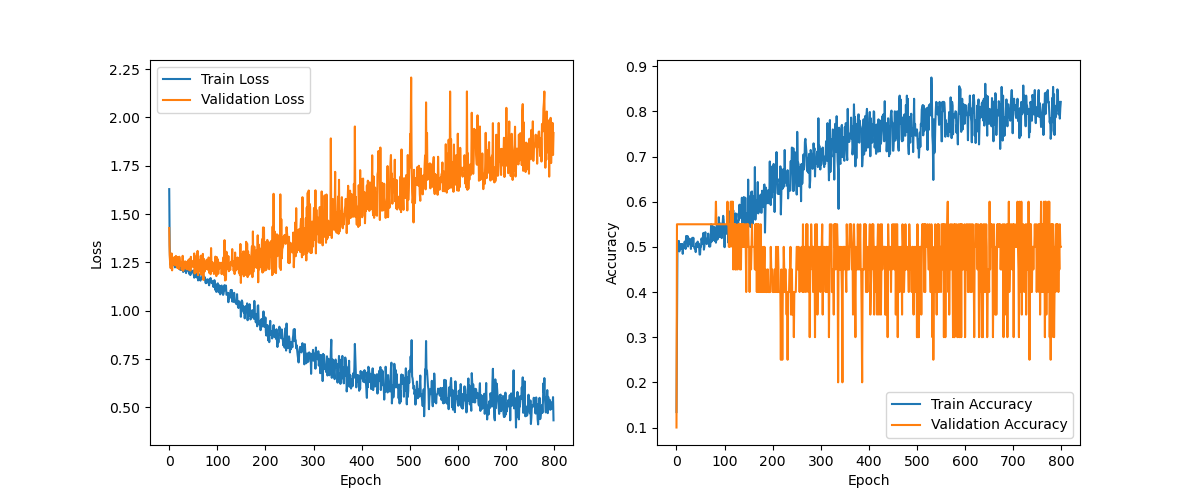 2.25
2.00
1.75
1.50
1.25
1.00
0.75
0.50
Loss
Train Loss
Validation Loss
0 100 200 300 400 500 600 700 800
Epoch
0.9
0.8
0.7
0.6
0.5
0.4
0.3
0.2
0.1
Accuracy
Train Accuracy
Validation Accuracy
0 100 200 300 400 500 600 700 800
Epoch